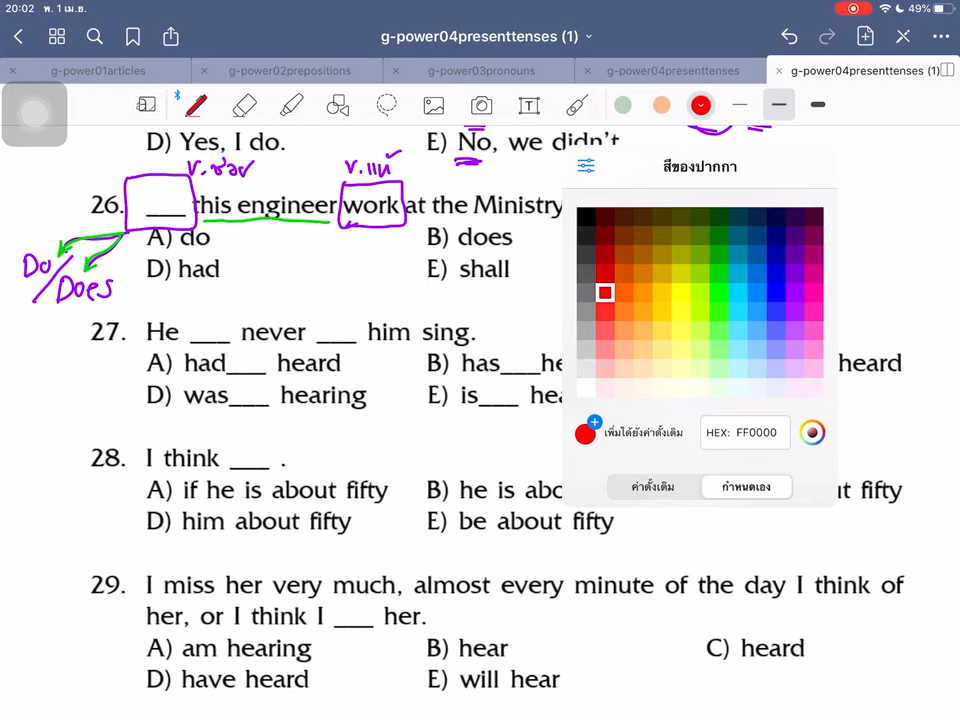 20:02 พ. 1 เม.ย. 49%
g-power04presenttenses (1)
g-power01articles g-power02prepositions g-power03pronouns g-power04presenttenses g-power04presenttenses (1)
D) Yes, I do. E) No, we didn't
v.ช่วย v.แท้
26. ___ this engineer work at the Ministry
A) do B) does
D) had E) shall
Do/Does
27. He ___ never ___ him sing.
A) had___ heard B) has___he heard
D) was___ hearing E) is___ hea
28. I think ___ .
A) if he is about fifty B) he is abo ut fifty
D) him about fifty E) be about fifty
29. I miss her very much, almost every minute of the day I think of
her, or I think I ___ her.
A) am hearing B) hear C) heard
D) have heard E) will hear
สีของปากกา
เพิ่มได้ยังค่าดั้งเดิม HEX: FF0000
ค่าดั้งเดิม กำหนดเอง